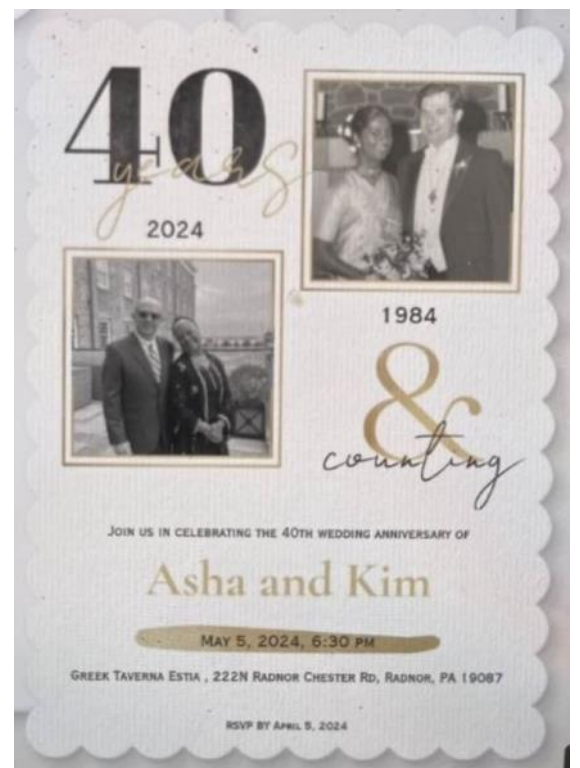 40
years
2024
1984
&
counting
Join us in celebrating the 40th wedding anniversary of
Asha and Kim
May 5, 2024, 6:30 pm
Greek Taverna Estia , 222N Radnor Chester Rd, Radnor, PA 19087
RSVP by April 5, 2024